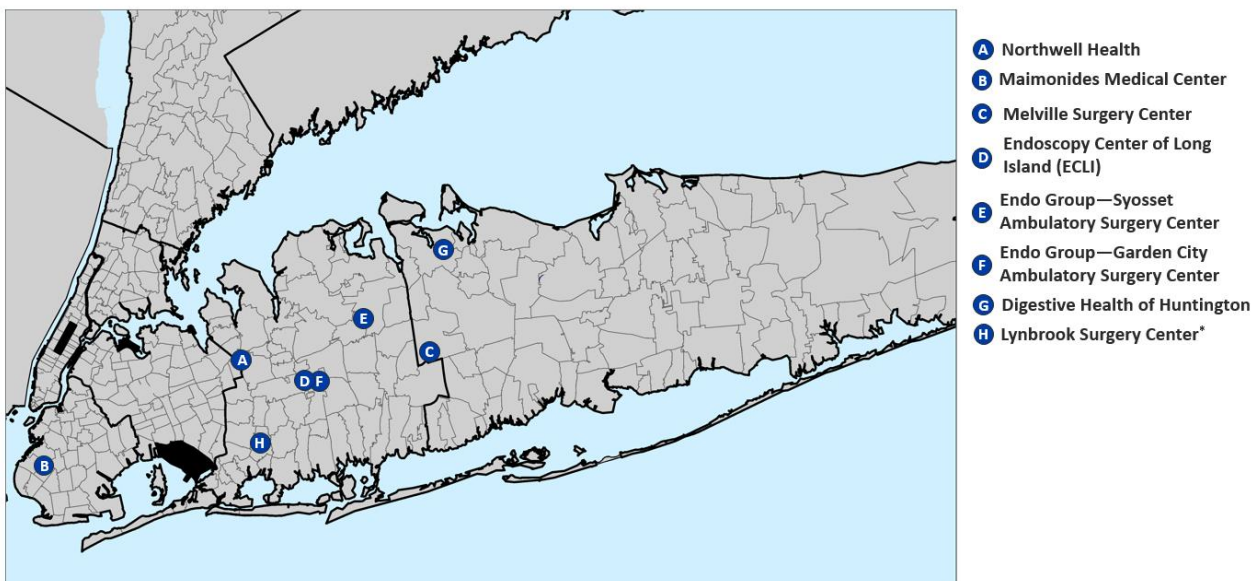 A Northwell Health
B Maimonides Medical Center
C Melville Surgery Center
D Endoscopy Center of Long
Island (ECLI)
E Endo Group—Syosset
Ambulatory Surgery Center
F Endo Group—Garden City
Ambulatory Surgery Center
G Digestive Health of Huntington
H Lynbrook Surgery Center*
G
E
C
A
D F
H
B